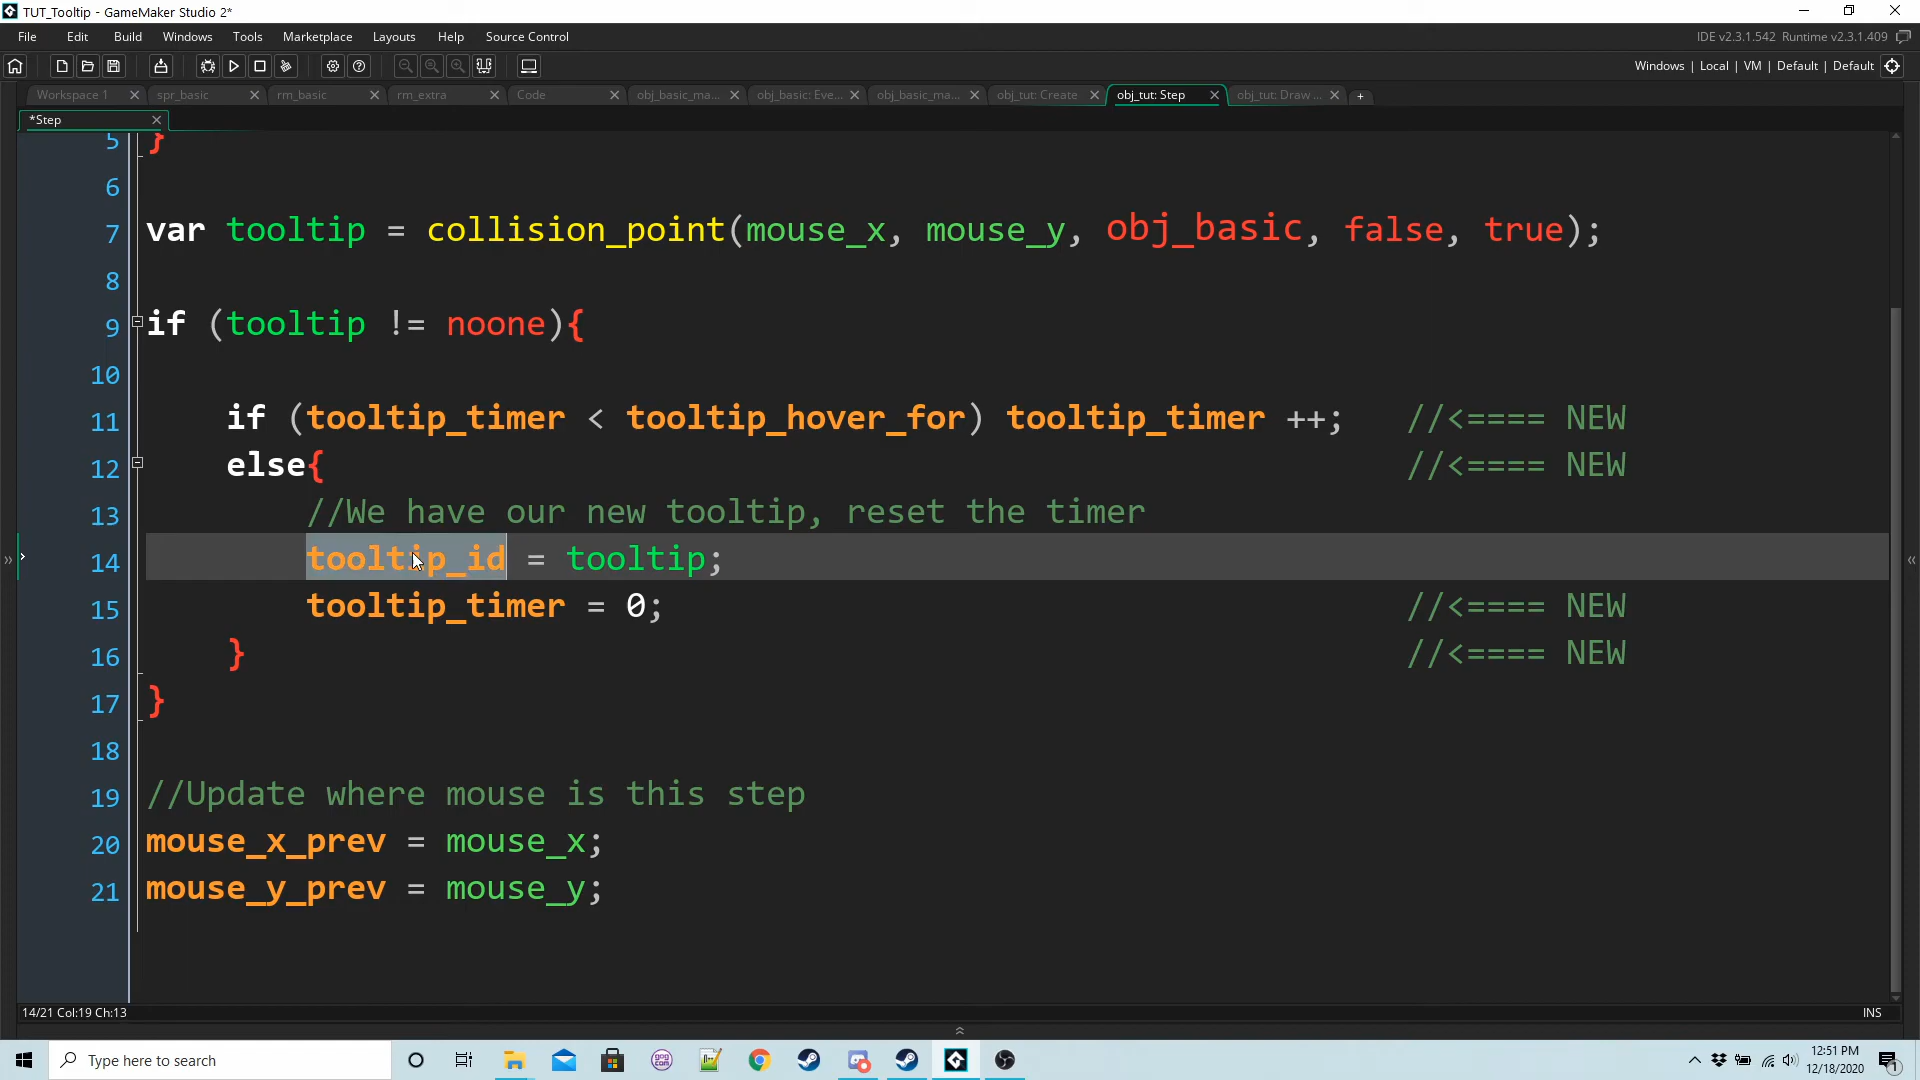 TUT_Tooltip - GameMaker Studio 2*
File Edit Build Windows Tools Marketplace Layouts Help Source Control
IDE v2.3.1.542 Runtime v2.3.1.409
Windows | Local | VM | Default | Default
Workspace 1 spr_basic rm_basic rm_extra Code obj_basic_ma... obj_basic: Eve... obj_basic_ma... obj_tut: Create obj_tut: Step obj_tut: Draw ... +
*Step
5 }
6
7 var tooltip = collision_point(mouse_x, mouse_y, obj_basic, false, true);
8
9 if (tooltip != noone){
10
11 if (tooltip_timer < tooltip_hover_for) tooltip_timer ++; //<==== NEW
12 else{ //<==== NEW
13 //We have our new tooltip, reset the timer
14 tooltip_id = tooltip;
15 tooltip_timer = 0; //<==== NEW
16 } //<==== NEW
17 }
18
19 //Update where mouse is this step
20 mouse_x_prev = mouse_x;
21 mouse_y_prev = mouse_y;
14/21 Col:19 Ch:13
INS
Type here to search
12:51 PM
12/18/2020